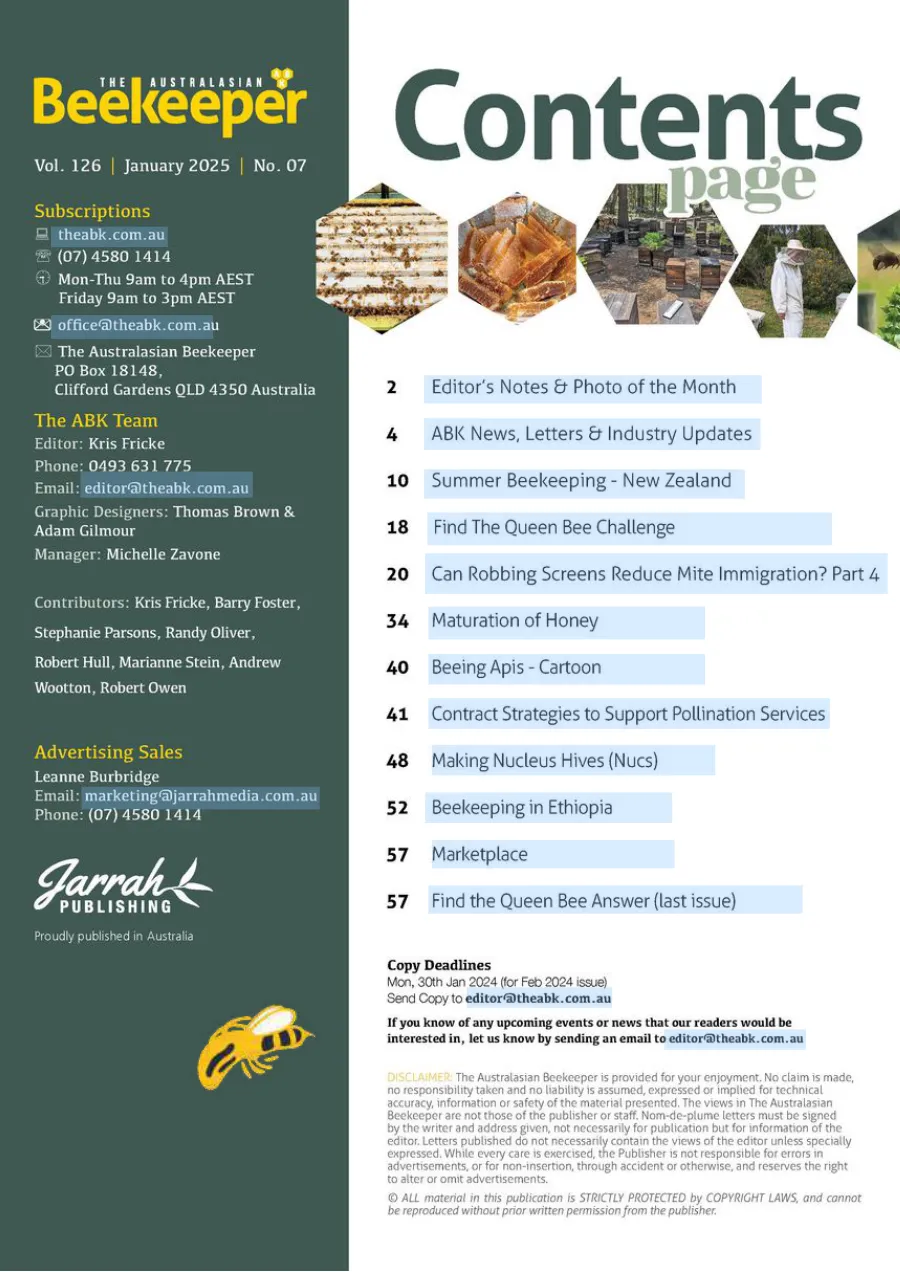 THE AUSTRALASIAN
ABK
Beekeeper
Vol. 126 | January 2025 | No. 07
Subscriptions
theabk.com.au
(07) 4580 1414
Mon-Thu 9am to 4pm AEST
Friday 9am to 3pm AEST
office@theabk.com.au
The Australasian Beekeeper
PO Box 18148,
Clifford Gardens QLD 4350 Australia
The ABK Team
Editor: Kris Fricke
Phone: 0493 631 775
Email: editor@theabk.com.au
Graphic Designers: Thomas Brown &
Adam Gilmour
Manager: Michelle Zavone
Contributors: Kris Fricke, Barry Foster,
Stephanie Parsons, Randy Oliver,
Robert Hull, Marianne Stein, Andrew
Wootton, Robert Owen
Advertising Sales
Leanne Burbridge
Email: marketing@jarrahmedia.com.au
Phone: (07) 4580 1414
Jarrah
PUBLISHING
Proudly published in Australia
Contents
page
2 Editor's Notes & Photo of the Month
4 ABK News, Letters & Industry Updates
10 Summer Beekeeping - New Zealand
18 Find The Queen Bee Challenge
20 Can Robbing Screens Reduce Mite Immigration? Part 4
34 Maturation of Honey
40 Beeing Apis - Cartoon
41 Contract Strategies to Support Pollination Services
48 Making Nucleus Hives (Nucs)
52 Beekeeping in Ethiopia
57 Marketplace
57 Find the Queen Bee Answer (last issue)
Copy Deadlines
Mon, 30th Jan 2024 (for Feb 2024 issue)
Send Copy to editor@theabk.com.au
If you know of any upcoming events or news that our readers would be
interested in, let us know by sending an email to editor@theabk.com.au
DISCLAIMER: The Australasian Beekeeper is provided for your enjoyment. No claim is made,
no responsibility taken and no liability is assumed, expressed or implied for technical
accuracy, information or safety of the material presented. The views in The Australasian
Beekeeper are not those of the publisher or staff. Nom-de-plume letters must be signed
by the writer and address given, not necessarily for publication but for information of the
editor. Letters published do not necessarily contain the views of the editor unless specially
expressed. While every care is exercised, the Publisher is not responsible for errors in
advertisements, or for non-insertion, through accident or otherwise, and reserves the right
to alter or omit advertisements.
© ALL material in this publication is STRICTLY PROTECTED by COPYRIGHT LAWS, and cannot
be reproduced without prior written permission from the publisher.